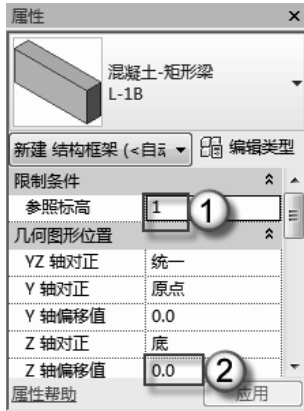 属性
混凝土-矩形梁
L-1B
新建 结构框架 (<自动 编辑类型
限制条件
参照标高 1 1
几何图形位置
YZ 轴对正 统一
Y 轴对正 原点
Y 轴偏移值 0.0
Z 轴对正 底
Z 轴偏移值 0.0 2
属性帮助 应用